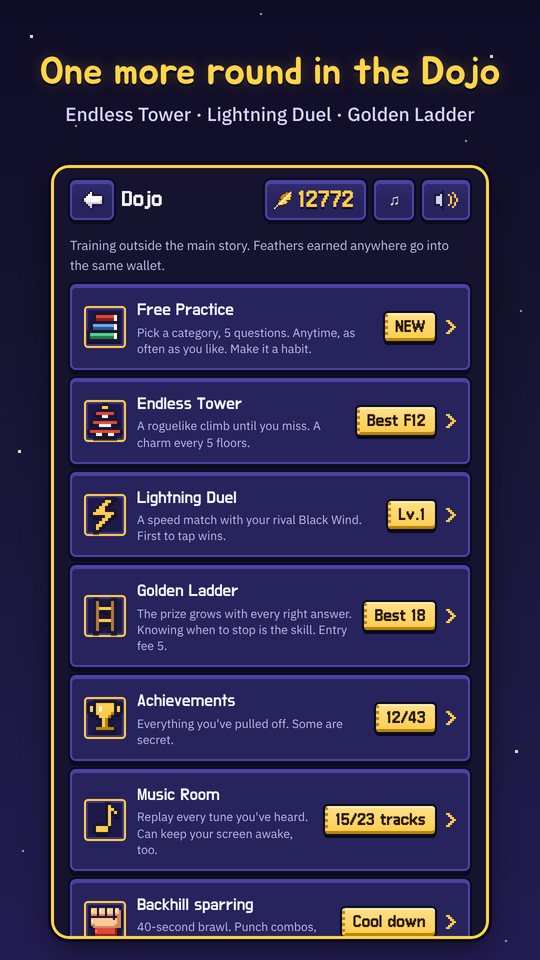 One more round in the Dojo
Endless Tower · Lightning Duel · Golden Ladder
Dojo
12772
Training outside the main story. Feathers earned anywhere go into
the same wallet.
Free Practice
Pick a category, 5 questions. Anytime, as
often as you like. Make it a habit.
NEW
Endless Tower
A roguelike climb until you miss. A
charm every 5 floors.
Best F12
Lightning Duel
A speed match with your rival Black Wind.
First to tap wins.
Lv.1
Golden Ladder
The prize grows with every right answer.
Knowing when to stop is the skill. Entry
fee 5.
Best 18
Achievements
Everything you've pulled off. Some are
secret.
12/43
Music Room
Replay every tune you've heard.
Can keep your screen awake,
too.
15/23 tracks
Backhill sparring
40-second brawl. Punch combos,
Cool down